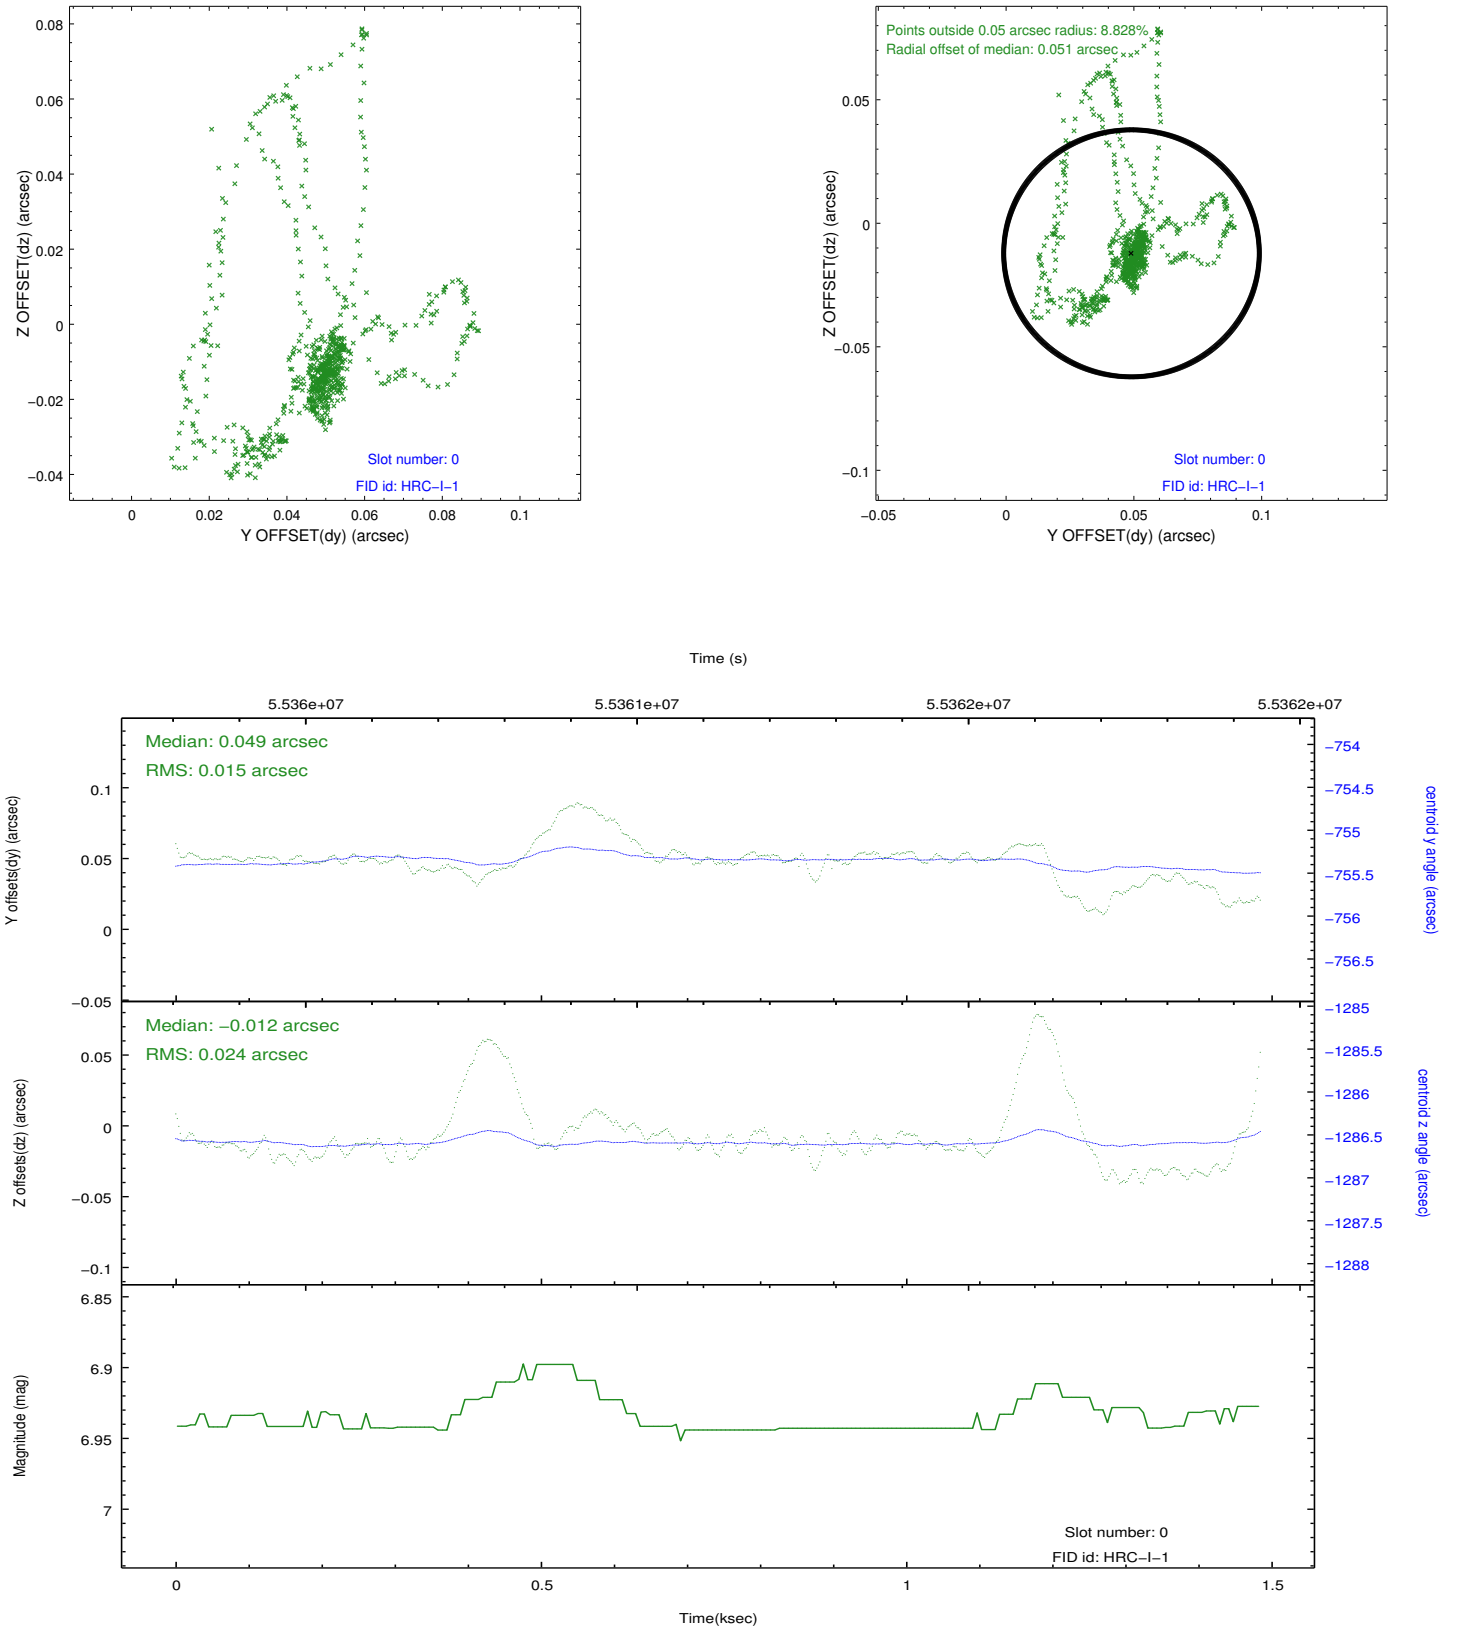 0.08
0.06
0.04
0.02
0
−0.02
−0.04
Z OFFSET(dz) (arcsec)
Slot number: 0
FID id: HRC−I−1
0
0.02
0.04
0.06
0.08
0.1
Y OFFSET(dy) (arcsec)
Points outside 0.05 arcsec radius: 8.828%
Radial offset of median: 0.051 arcsec
0.05
0
−0.05
−0.1
Z OFFSET(dz) (arcsec)
Slot number: 0
FID id: HRC−I−1
−0.05
0
0.05
0.1
Y OFFSET(dy) (arcsec)
Time (s)
5.536e+07
5.5361e+07
5.5362e+07
5.5362e+07
Median: 0.049 arcsec
RMS: 0.015 arcsec
0.1
0.05
0
−0.05
Y offsets(dy) (arcsec)
−754
−754.5
−755
−755.5
−756
−756.5
centroid y angle (arcsec)
Median: −0.012 arcsec
RMS: 0.024 arcsec
0.05
0
−0.05
−0.1
Z offsets(dz) (arcsec)
−1285
−1285.5
−1286
−1286.5
−1287
−1287.5
−1288
centroid z angle (arcsec)
6.85
6.9
6.95
7
Magnitude (mag)
Slot number: 0
FID id: HRC−I−1
0
0.5
1
1.5
Time(ksec)